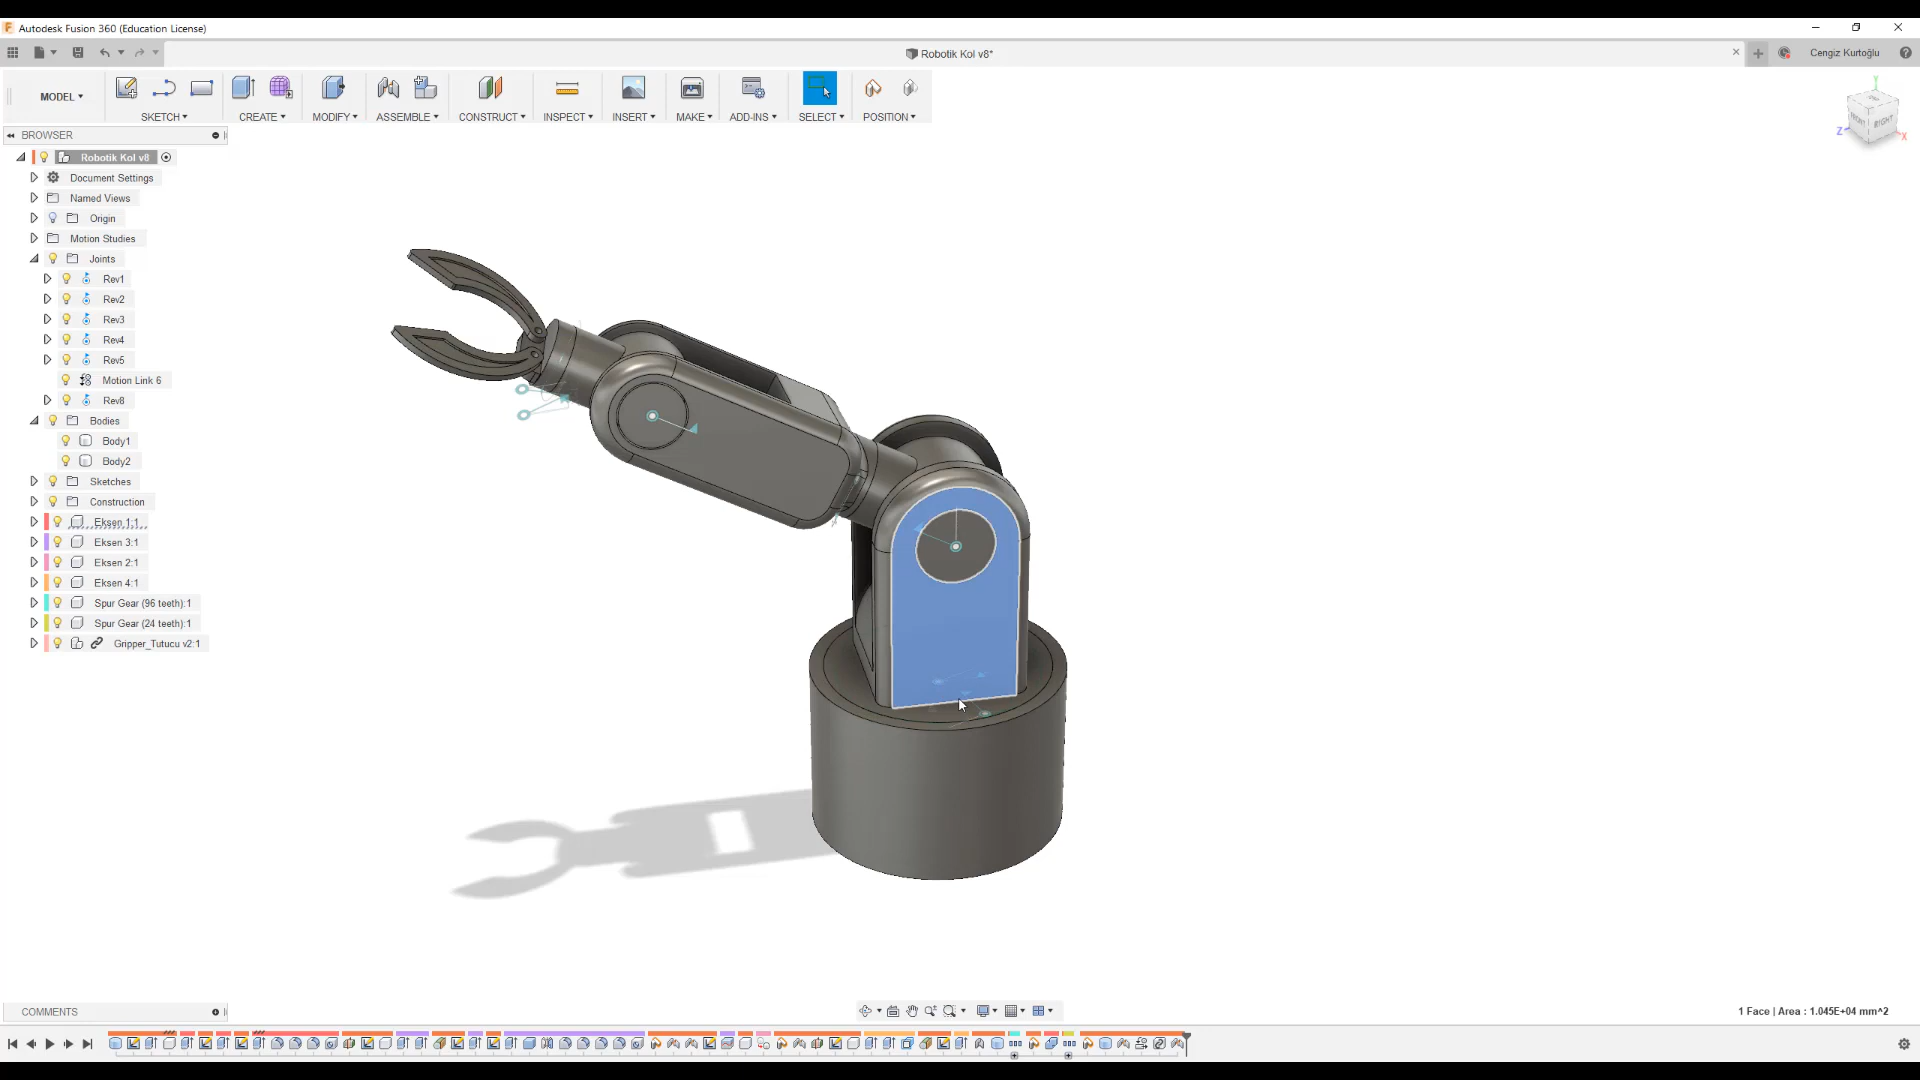 Autodesk Fusion 360 (Education License)
Robotik Kol v8*
Cengiz Kurtoğlu
MODEL
SKETCH
CREATE
MODIFY
ASSEMBLE
CONSTRUCT
INSPECT
INSERT
MAKE
ADD-INS
SELECT
POSITION
BROWSER
Robotik Kol v8
Document Settings
Named Views
Origin
Motion Studies
Joints
Rev1
Rev2
Rev3
Rev4
Rev5
Motion Link 6
Rev8
Bodies
Body1
Body2
Sketches
Construction
Eksen 1:1
Eksen 3:1
Eksen 2:1
Eksen 4:1
Spur Gear (96 teeth):1
Spur Gear (24 teeth):1
Gripper_Tutucu v2:1
Y
RIGHT
Z
X
COMMENTS
1 Face | Area : 1.045E+04 mm^2